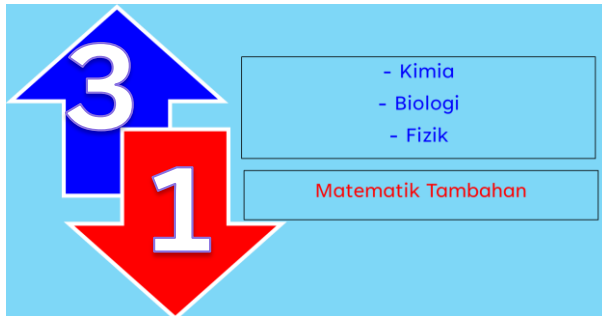 3
- Kimia
- Biologi
- Fizik
1
Matematik Tambahan